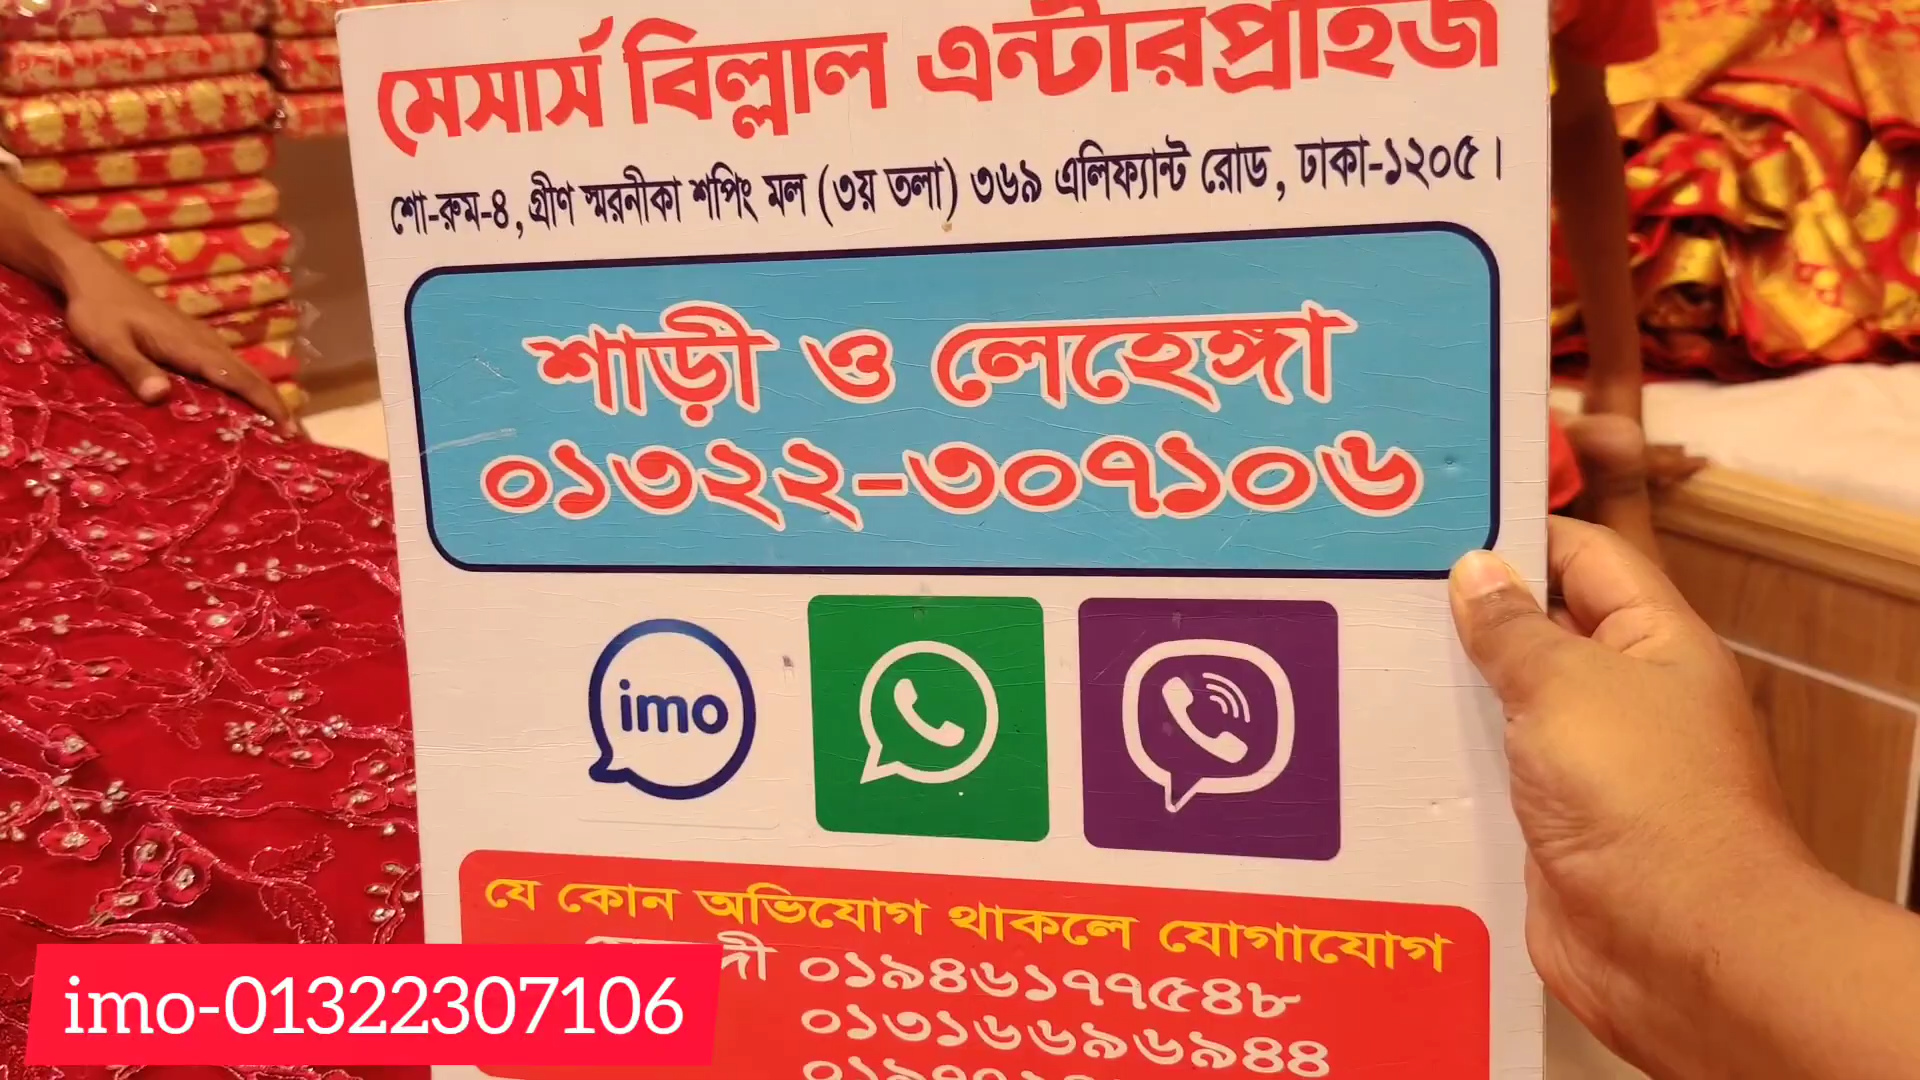 মেসার্স বিল্লাল এন্টারপ্রাইজ
শো-রুম-৪, গ্রীণ স্মরনীকা শপিং মল (৩য় তলা) ৩৬৯ এলিফ্যান্ট রোড, ঢাকা-১২০৫।
শাড়ী ও লেহেঙ্গা
০১৩২২-৩০৭১০৬
imo
যে কোন অভিযোগ থাকলে যোগাযোগ
০১৯৪৬১৭৭৫৪৮
০১৩১৬৬৯৬৯৪৪
imo-01322307106